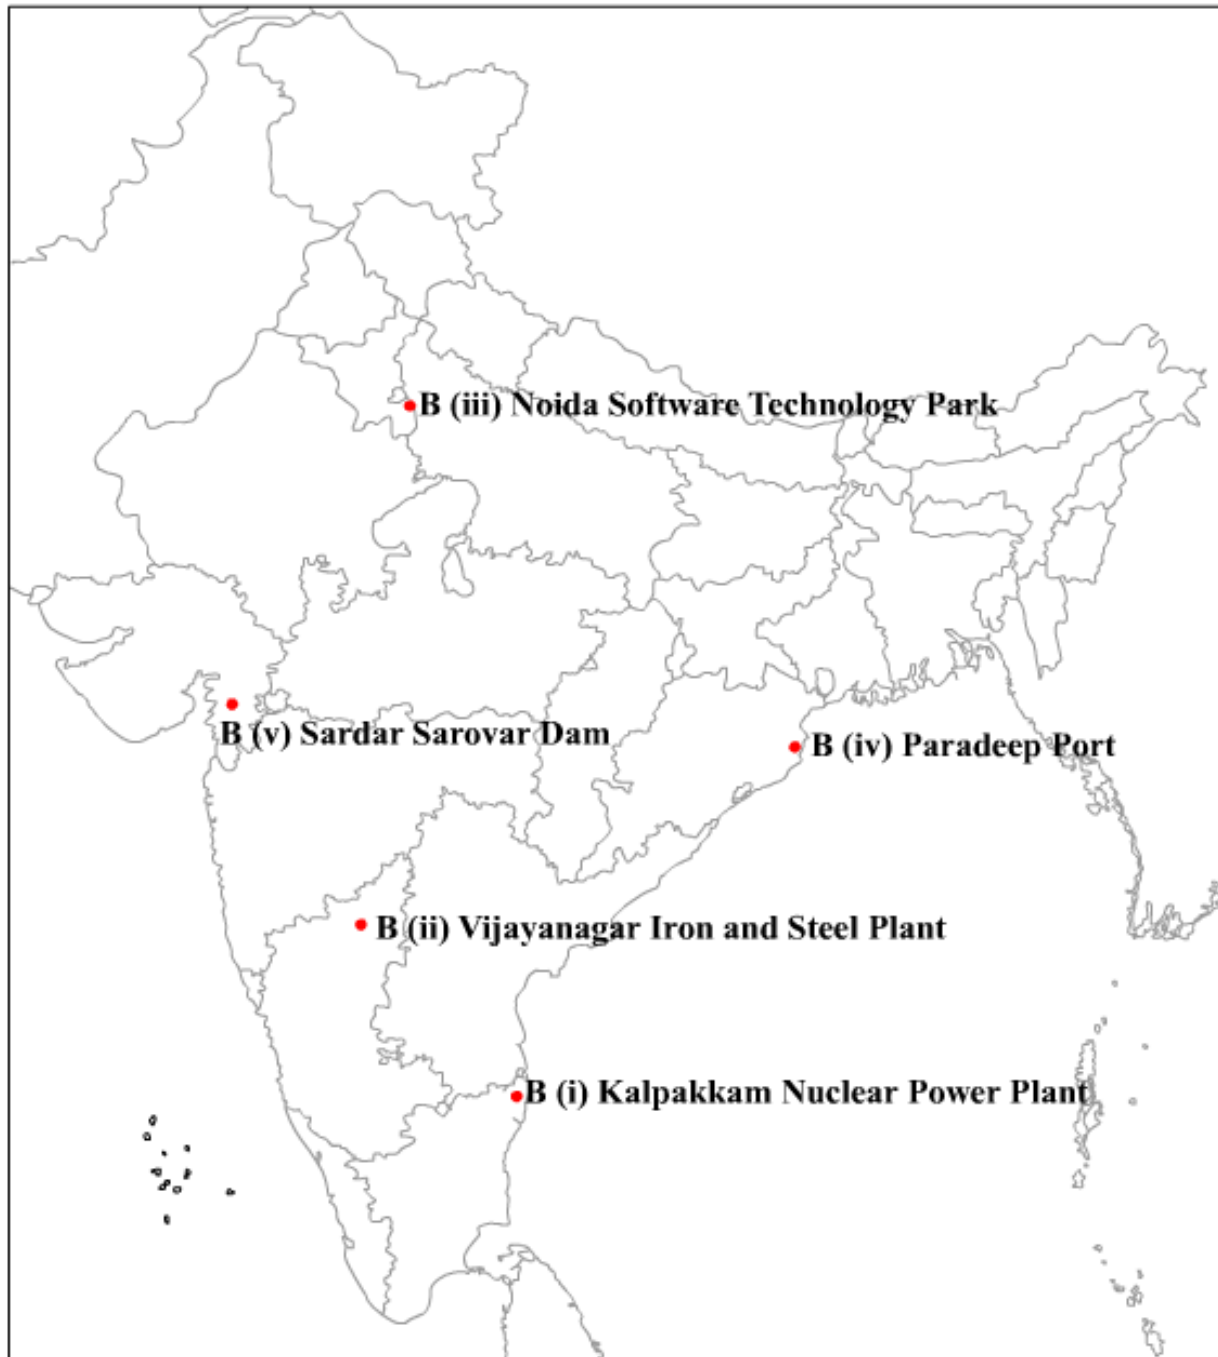 B (iii) Noida Software Technology Park
B (v) Sardar Sarovar Dam
B (iv) Paradeep Port
B (ii) Vijayanagar Iron and Steel Plant
B (i) Kalpakkam Nuclear Power Plant